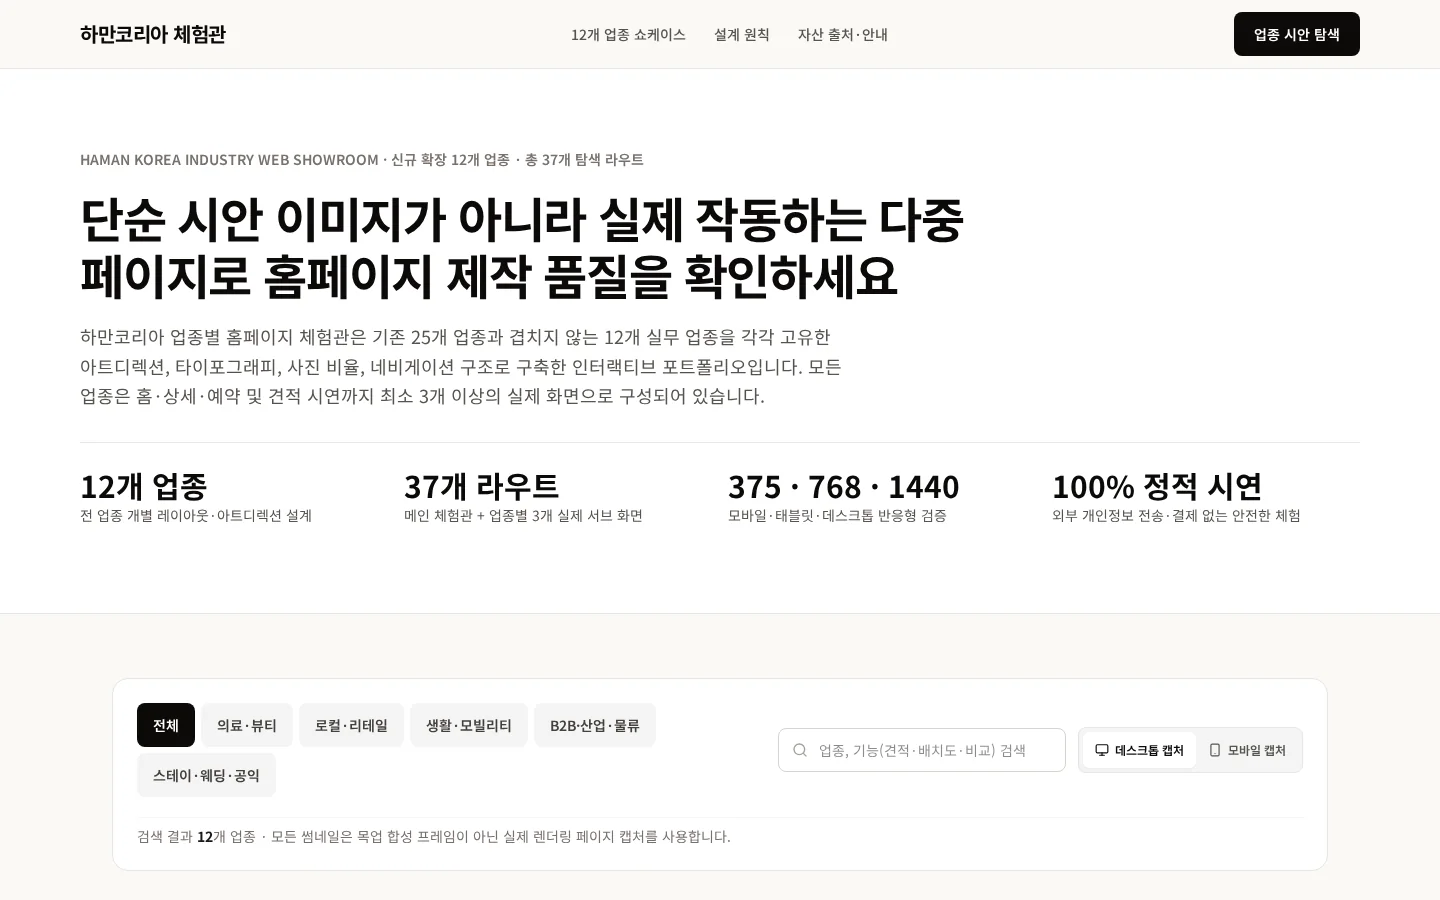 하만코리아 체험관
12개 업종 쇼케이스
설계 원칙
자산 출처·안내
업종 시안 탐색
HAMAN KOREA INDUSTRY WEB SHOWROOM · 신규 확장 12개 업종 · 총 37개 탐색 라우트
단순 시안 이미지가 아니라 실제 작동하는 다중
페이지로 홈페이지 제작 품질을 확인하세요
하만코리아 업종별 홈페이지 체험관은 기존 25개 업종과 겹치지 않는 12개 실무 업종을 각각 고유한
아트디렉션, 타이포그래피, 사진 비율, 네비게이션 구조로 구축한 인터랙티브 포트폴리오입니다. 모든
업종은 홈·상세·예약 및 견적 시연까지 최소 3개 이상의 실제 화면으로 구성되어 있습니다.
12개 업종
전 업종 개별 레이아웃·아트디렉션 설계
37개 라우트
메인 체험관 + 업종별 3개 실제 서브 화면
375 · 768 · 1440
모바일·태블릿·데스크톱 반응형 검증
100% 정적 시연
외부 개인정보 전송·결제 없는 안전한 체험
전체
의료·뷰티
로컬·리테일
생활·모빌리티
B2B·산업·물류
스테이·웨딩·공익
업종, 기능(견적·배치도·비교) 검색
데스크톱 캡처
모바일 캡처
검색 결과 12개 업종 · 모든 썸네일은 목업 합성 프레임이 아닌 실제 렌더링 페이지 캡처를 사용합니다.